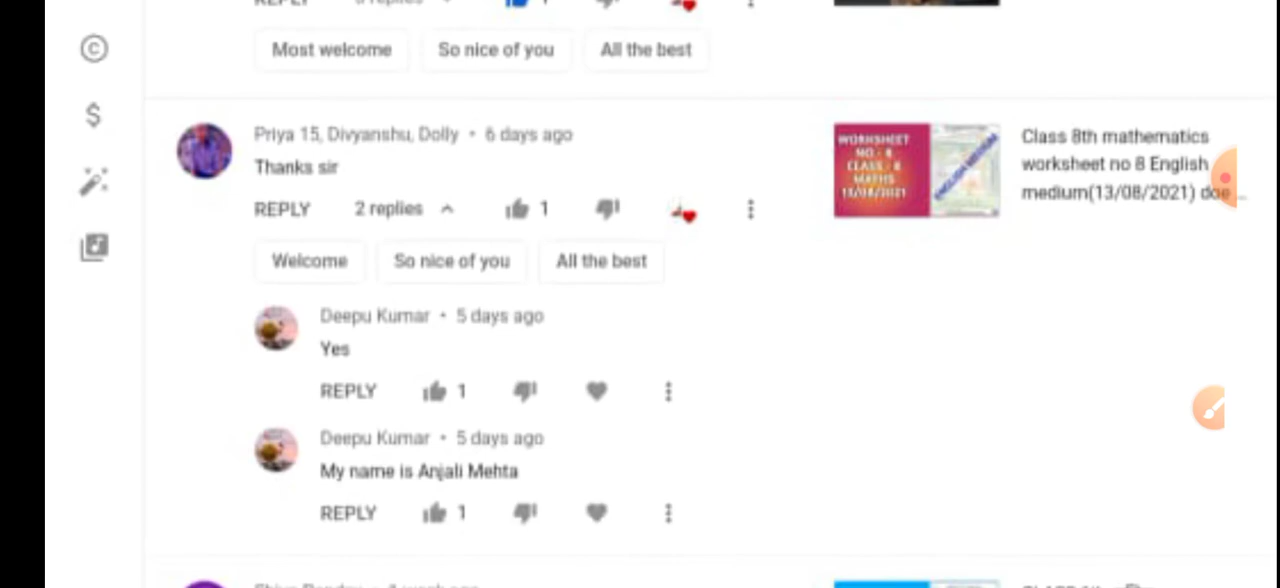 REPLY
Most welcome
So nice of you
All the best
Priya 15, Divyanshu, Dolly • 6 days ago
Thanks sir
REPLY 2 replies 1
Welcome
So nice of you
All the best
Deepu Kumar • 5 days ago
Yes
REPLY 1
Deepu Kumar • 5 days ago
My name is Anjali Mehta
REPLY 1
WORKSHEET
NO - 8
CLASS - 8
MATHS
13/08/2021
ENGLISH MEDIUM
Class 8th mathematics
worksheet no 8 English
medium(13/08/2021) doe...